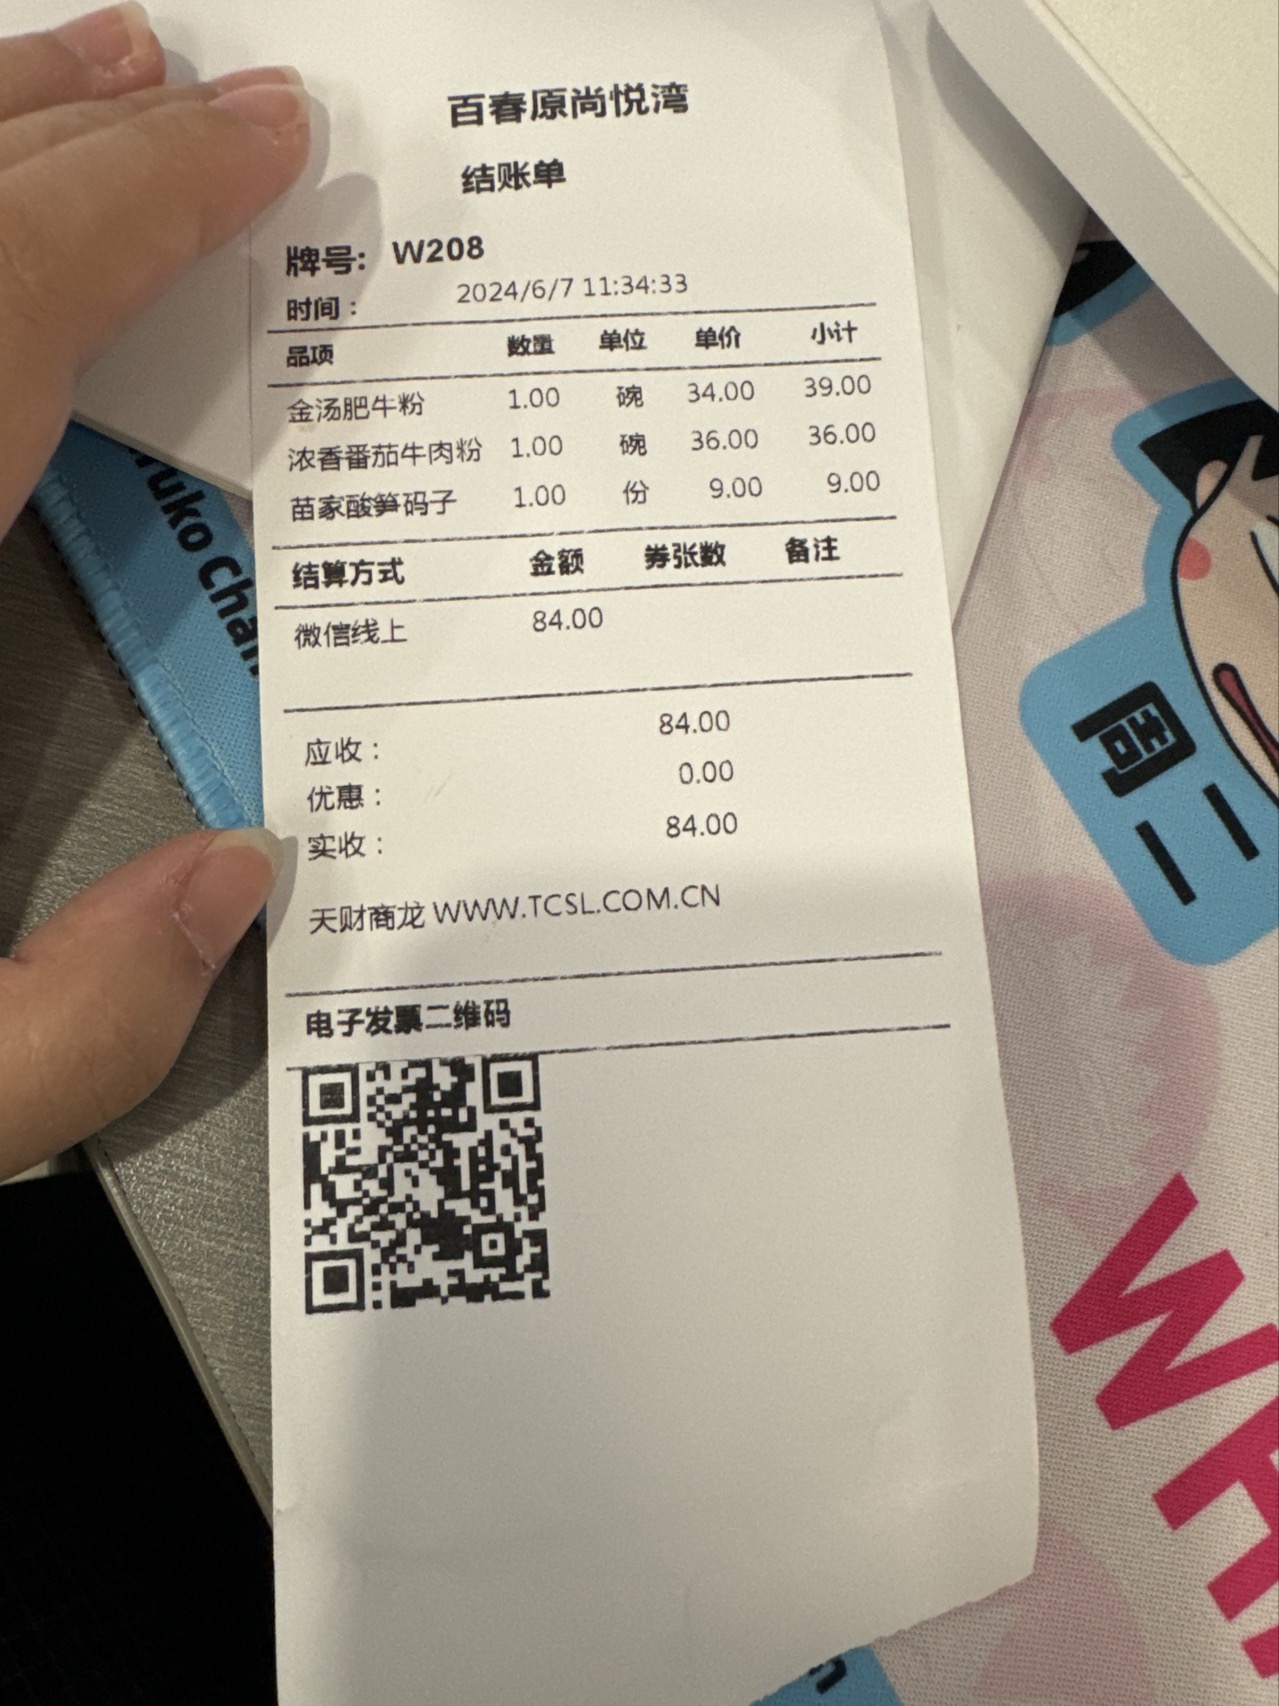 百春原尚悦湾
结账单
牌号: W208
时间： 2024/6/7 11:34:33
品项 数量 单位 单价 小计
金汤肥牛粉 1.00 碗 34.00 39.00
浓香番茄牛肉粉 1.00 碗 36.00 36.00
苗家酸笋码子 1.00 份 9.00 9.00
结算方式 金额 券张数 备注
微信线上 84.00
应收： 84.00
优惠： 0.00
实收： 84.00
天财商龙 WWW.TCSL.COM.CN
电子发票二维码
uko Chan
周二
WH